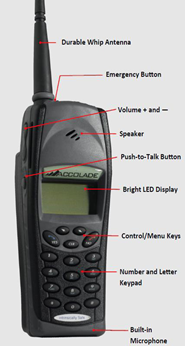 Durable Whip Antenna
Emergency Button
Volume + and —
Speaker
Push-to-Talk Button
ACCOLADE
Bright LED Display
Control/Menu Keys
Number and Letter
Keypad
Built-in
Microphone